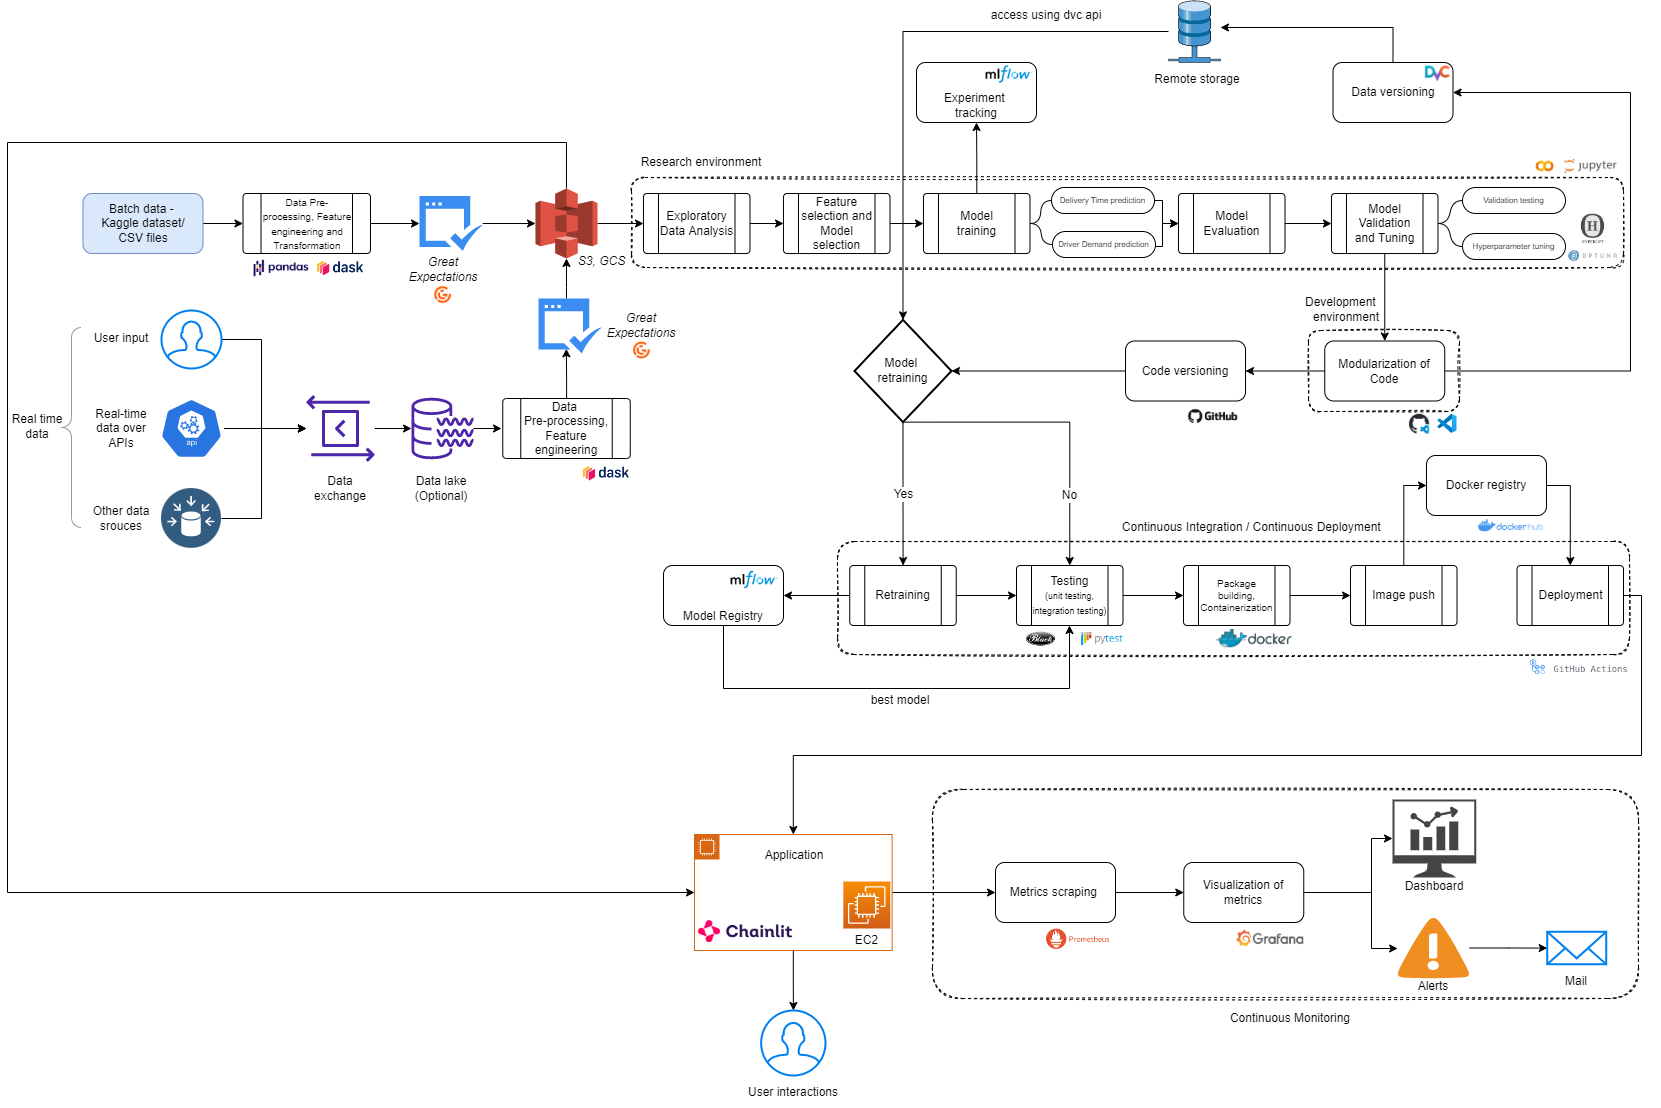 access using dvc api
Remote storage
DVC
Data versioning
mlflow
Experiment
tracking
Research environment
CO
jupyter
Batch data -
Kaggle dataset/
CSV files
Data Pre-
processing, Feature
engineering and
Transformation
pandas
dask
Great
Expectations
S3, GCS
Exploratory
Data Analysis
Feature
selection and
Model
selection
Model
training
Delivery Time prediction
Driver Demand prediction
Model
Evaluation
Model
Validation
and Tuning
Validation testing
Hyperparameter tuning
H
HYPEROPT
OPTUNA
Great
Expectations
Development
environment
Modularization of
Code
Code versioning
GitHub
Model
retraining
Real time
data
User input
Real-time
data over
APIs
api
Other data
srouces
Data
exchange
Data lake
(Optional)
Data
Pre-processing,
Feature
engineering
dask
Yes
No
Docker registry
dockerhub
Continuous Integration / Continuous Deployment
mlflow
Model Registry
Retraining
Testing
(unit testing,
integration testing)
Black
pytest
Package
building,
Containerization
docker
Image push
Deployment
GitHub Actions
best model
Application
Chainlit
EC2
Metrics scraping
Prometheus
Visualization of
metrics
Grafana
Dashboard
Alerts
Mail
Continuous Monitoring
User interactions